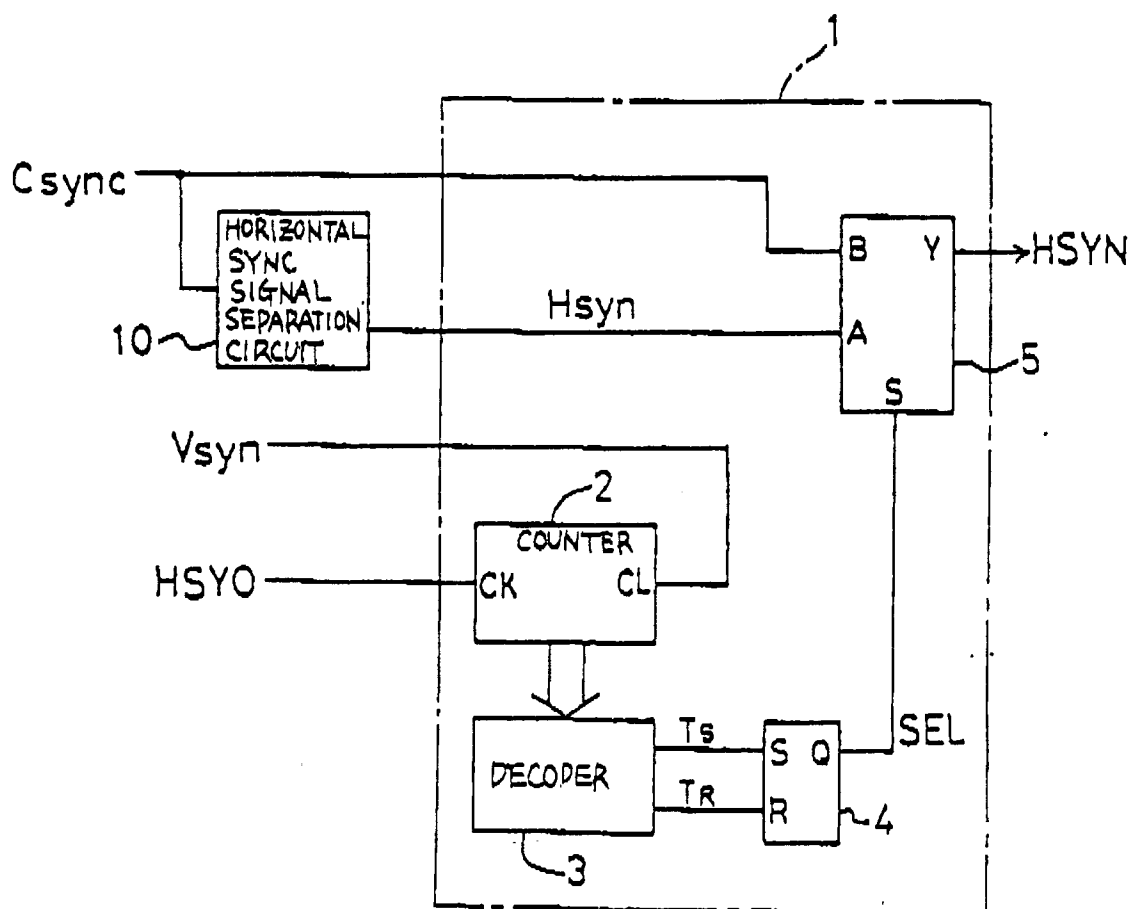 1
Csync
HORIZONTAL
SYNC
SIGNAL
SEPARATION
CIRCUIT
10
Hsyn
B
Y
HSYN
A
S
5
Vsyn
2
COUNTER
HSYO
CK
CL
DECODER
3
Ts
TR
S
Q
R
SEL
4